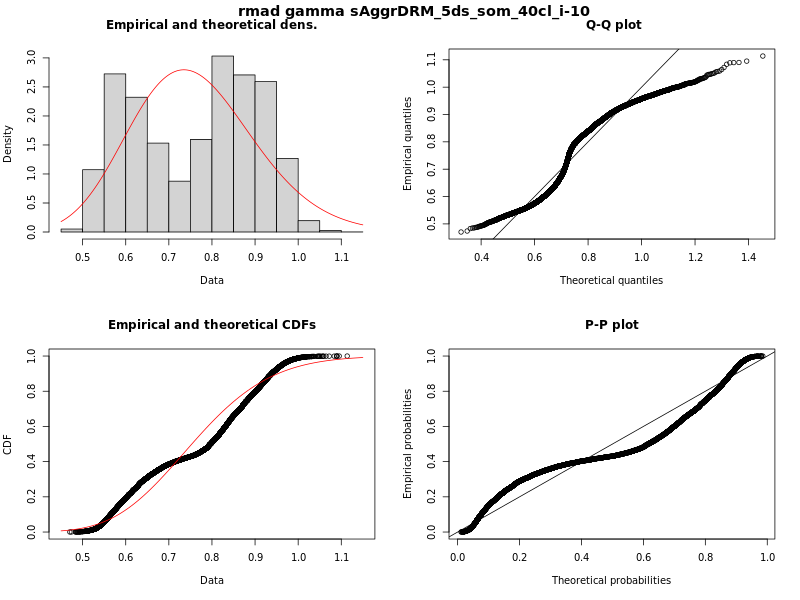 rmad gamma sAggrDRM_5ds_som_40cl_i-10
Empirical and theoretical dens.
Density
0.0 0.5 1.0 1.5 2.0 2.5 3.0
0.5 0.6 0.7 0.8 0.9 1.0 1.1
Data
Q-Q plot
Empirical quantiles
0.5 0.6 0.7 0.8 0.9 1.0 1.1
0.4 0.6 0.8 1.0 1.2 1.4
Theoretical quantiles
Empirical and theoretical CDFs
CDF
0.0 0.2 0.4 0.6 0.8 1.0
0.5 0.6 0.7 0.8 0.9 1.0 1.1
Data
P-P plot
Empirical probabilities
0.0 0.2 0.4 0.6 0.8 1.0
0.0 0.2 0.4 0.6 0.8 1.0
Theoretical probabilities